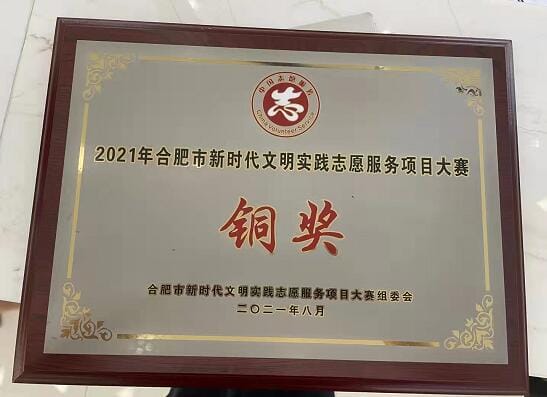 中国志愿服务
志
China Volunteer Service
2021年合肥市新时代文明实践志愿服务项目大赛
铜奖
合肥市新时代文明实践志愿服务项目大赛组委会
二〇二一年八月